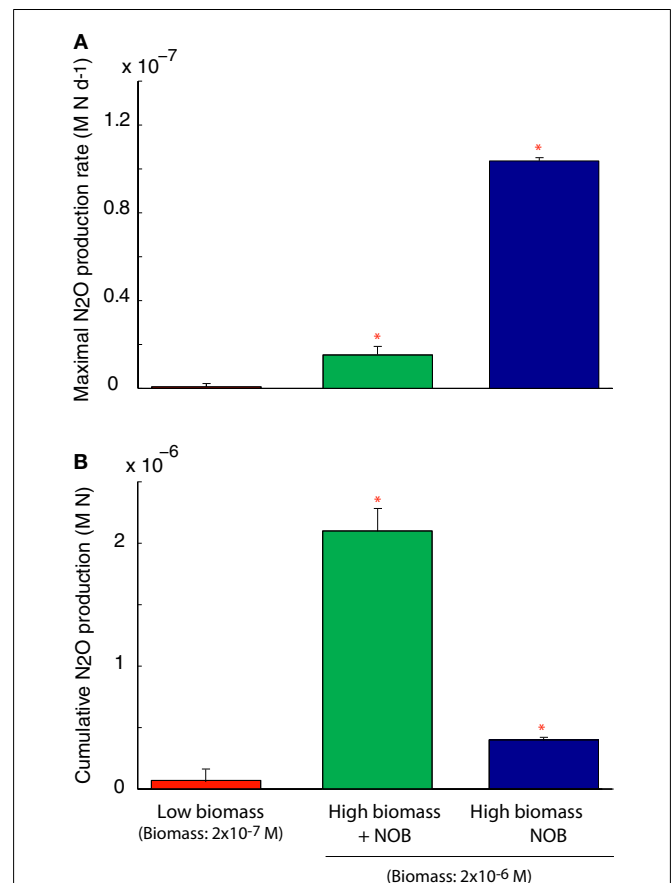 A
x 10⁻⁷
Maximal N2O production rate (M N d-1)
1.2
0.8
0.4
0
*
*
B
x 10⁻⁶
Cumulative N2O production (M N)
2
1
0
*
*
Low biomass
(Biomass: 2x10-7 M)
High biomass
+ NOB
High biomass
NOB
(Biomass: 2x10-6 M)